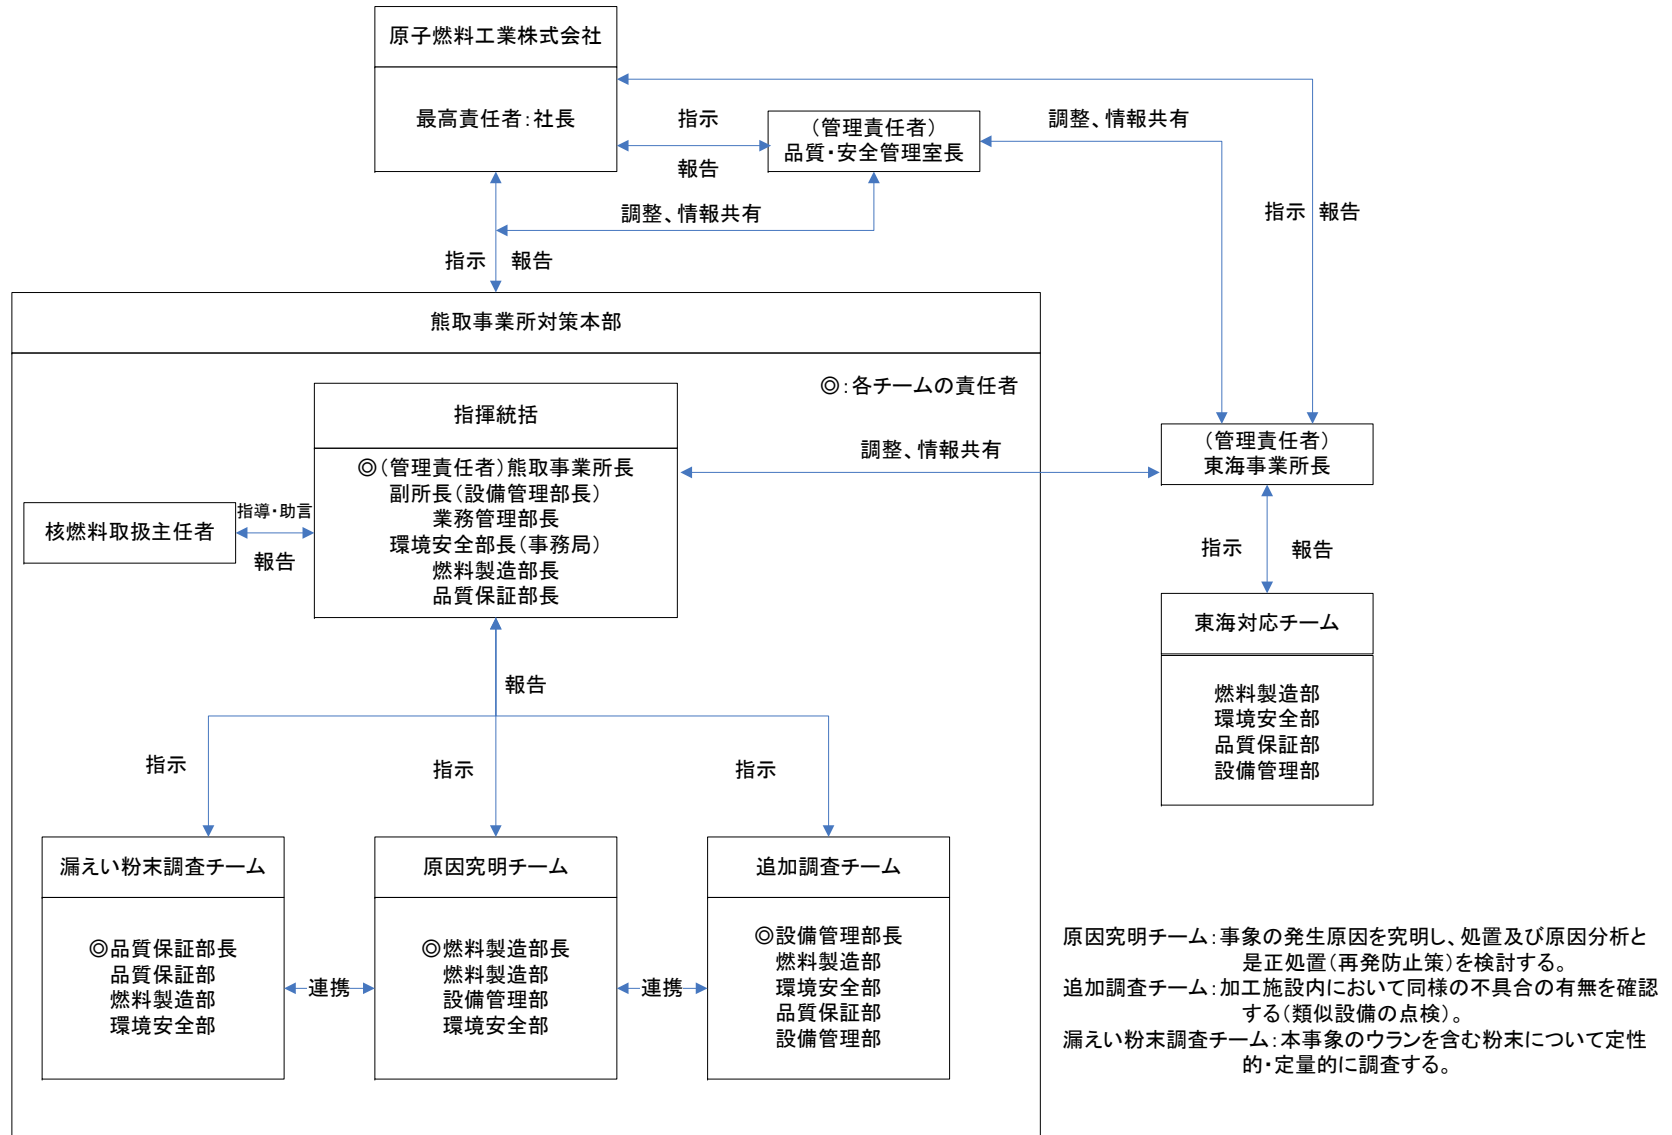 原子燃料工業株式会社
最高責任者:社長
指示
報告
(管理責任者)
品質・安全管理室長
調整、情報共有
調整、情報共有
指示 報告
指示 報告
熊取事業所対策本部
◎:各チームの責任者
指揮統括
◎(管理責任者)熊取事業所長
副所長(設備管理部長)
業務管理部長
環境安全部長(事務局)
燃料製造部長
品質保証部長
核燃料取扱主任者
指導・助言
報告
調整、情報共有
(管理責任者)
東海事業所長
指示 報告
東海対応チーム
燃料製造部
環境安全部
品質保証部
設備管理部
報告
指示
指示
指示
漏えい粉末調査チーム
◎品質保証部長
品質保証部
燃料製造部
環境安全部
連携
原因究明チーム
◎燃料製造部長
燃料製造部
設備管理部
環境安全部
連携
追加調査チーム
◎設備管理部長
燃料製造部
環境安全部
品質保証部
設備管理部
原因究明チーム:事象の発生原因を究明し、処置及び原因分析と
是正処置(再発防止策)を検討する。
追加調査チーム:加工施設内において同様の不具合の有無を確認
する(類似設備の点検)。
漏えい粉末調査チーム:本事象のウランを含む粉末について定性
的・定量的に調査する。